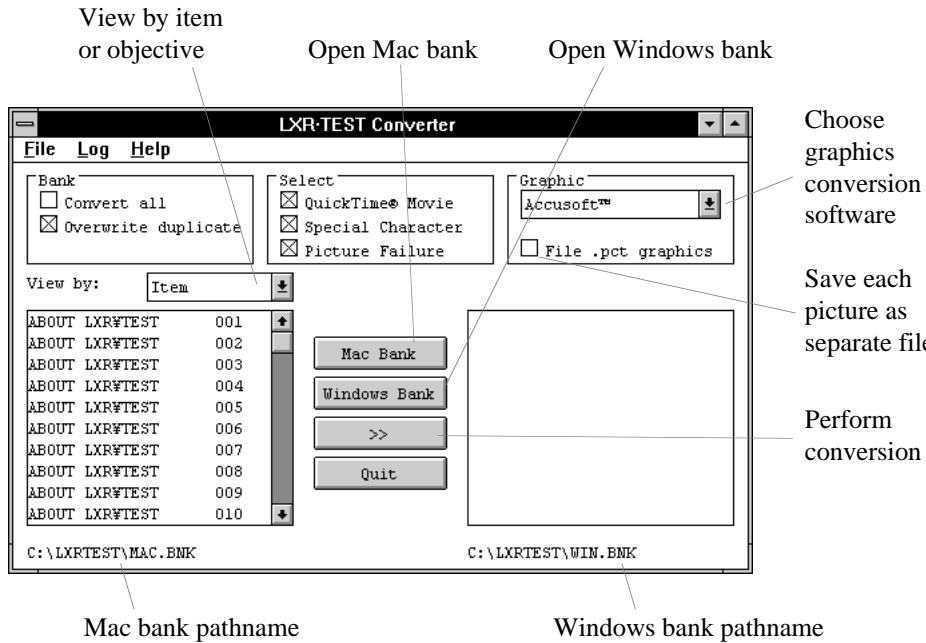 View by item
or objective
Open Mac bank
Open Windows bank
LXR·TEST Converter
File Log Help
Bank
Convert all
Overwrite duplicate
Select
QuickTime® Movie
Special Character
Picture Failure
Graphic
Accusoft™
File .pct graphics
Choose
graphics
conversion
software
Save each
picture as
separate file
View by: Item
ABOUT LXR¥TEST 001
ABOUT LXR¥TEST 002
ABOUT LXR¥TEST 003
ABOUT LXR¥TEST 004
ABOUT LXR¥TEST 005
ABOUT LXR¥TEST 006
ABOUT LXR¥TEST 007
ABOUT LXR¥TEST 008
ABOUT LXR¥TEST 009
ABOUT LXR¥TEST 010
Mac Bank
Windows Bank
>>
Quit
Perform
conversion
C:\LXRTEST\MAC.BNK
C:\LXRTEST\WIN.BNK
Mac bank pathname
Windows bank pathname